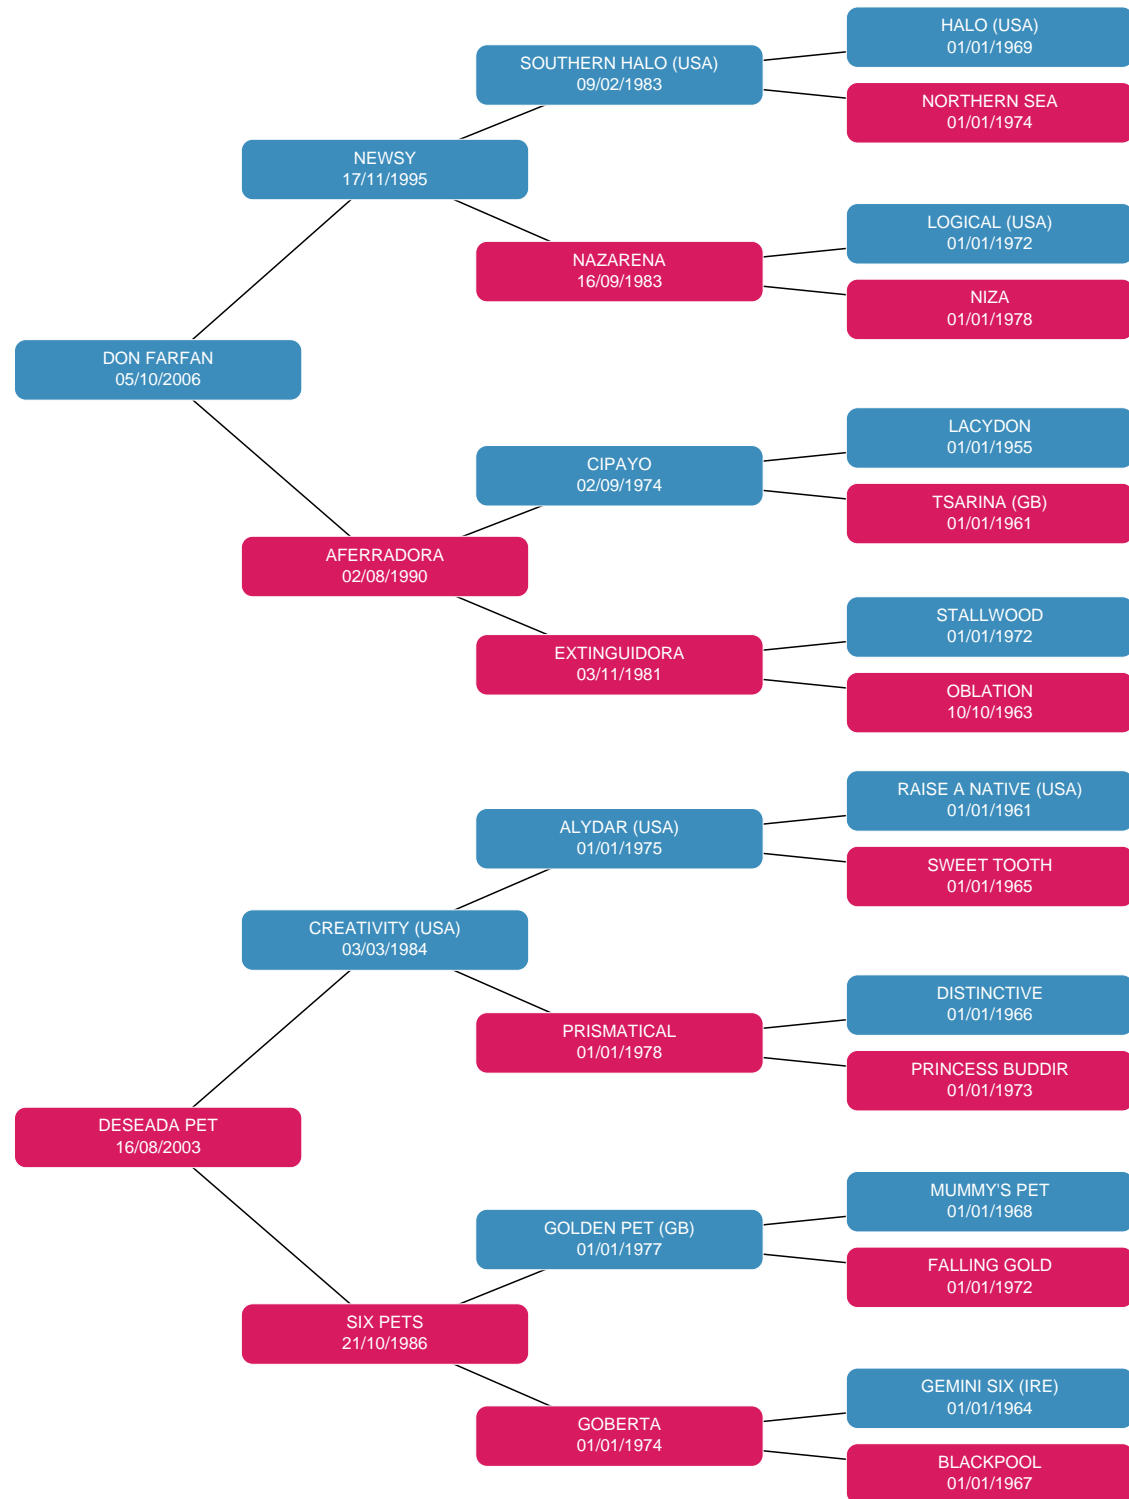 HALO (USA)
01/01/1969
SOUTHERN HALO (USA)
09/02/1983
NORTHERN SEA
01/01/1974
NEWSY
17/11/1995
LOGICAL (USA)
01/01/1972
NAZARENA
16/09/1983
NIZA
01/01/1978
DON FARFAN
05/10/2006
LACYDON
01/01/1955
CIPAYO
02/09/1974
TSARINA (GB)
01/01/1961
AFERRADORA
02/08/1990
STALLWOOD
01/01/1972
EXTINGUIDORA
03/11/1981
OBLATION
10/10/1963
RAISE A NATIVE (USA)
01/01/1961
ALYDAR (USA)
01/01/1975
SWEET TOOTH
01/01/1965
CREATIVITY (USA)
03/03/1984
DISTINCTIVE
01/01/1966
PRISMATICAL
01/01/1978
PRINCESS BUDDIR
01/01/1973
DESEADA PET
16/08/2003
MUMMY'S PET
01/01/1968
GOLDEN PET (GB)
01/01/1977
FALLING GOLD
01/01/1972
SIX PETS
21/10/1986
GEMINI SIX (IRE)
01/01/1964
GOBERTA
01/01/1974
BLACKPOOL
01/01/1967